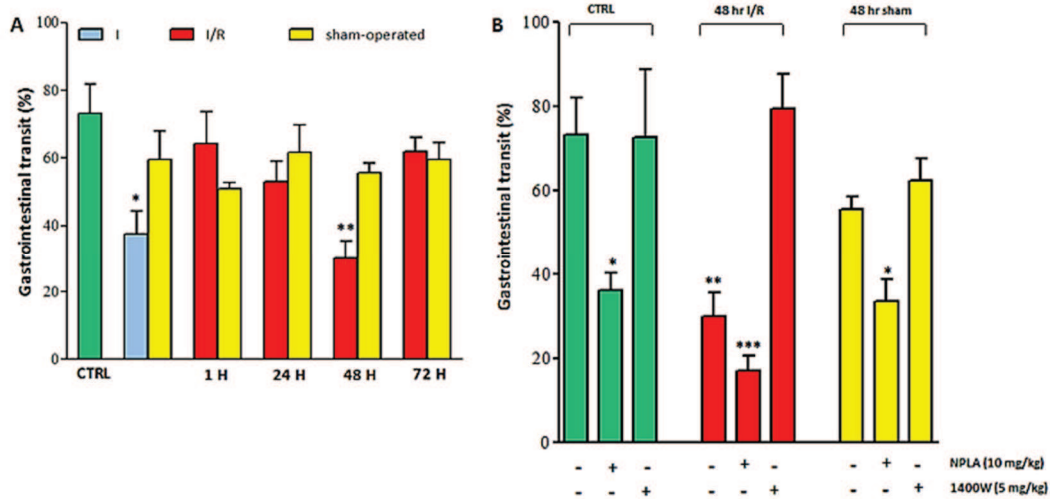 A
I
I/R
sham-operated
Gastrointestinal transit (%)
100
80
60
40
20
0
*
**
CTRL
1 H
24 H
48 H
72 H
B
CTRL
48 hr I/R
48 hr sham
Gastrointestinal transit (%)
100
80
60
40
20
0
*
**
***
*
- + - - + - - + - NPLA (10 mg/kg)
- - + - - + - - + 1400W (5 mg/kg)